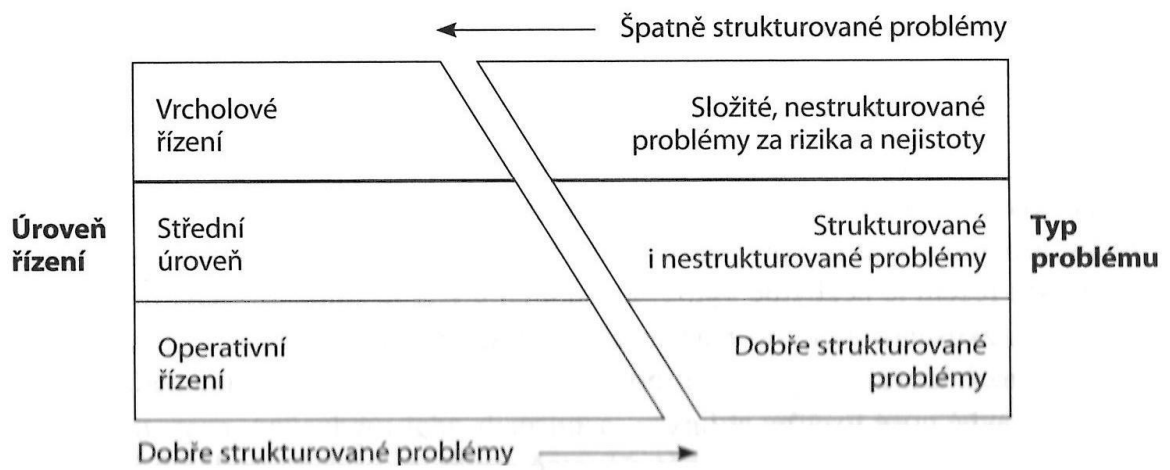 Špatně strukturované problémy
Vrcholové
řízení
Složité, nestrukturované
problémy za rizika a nejistoty
Úroveň
řízení
Střední
úroveň
Strukturované
i nestrukturované problémy
Typ
problému
Operativní
řízení
Dobře strukturované
problémy
Dobře strukturované problémy